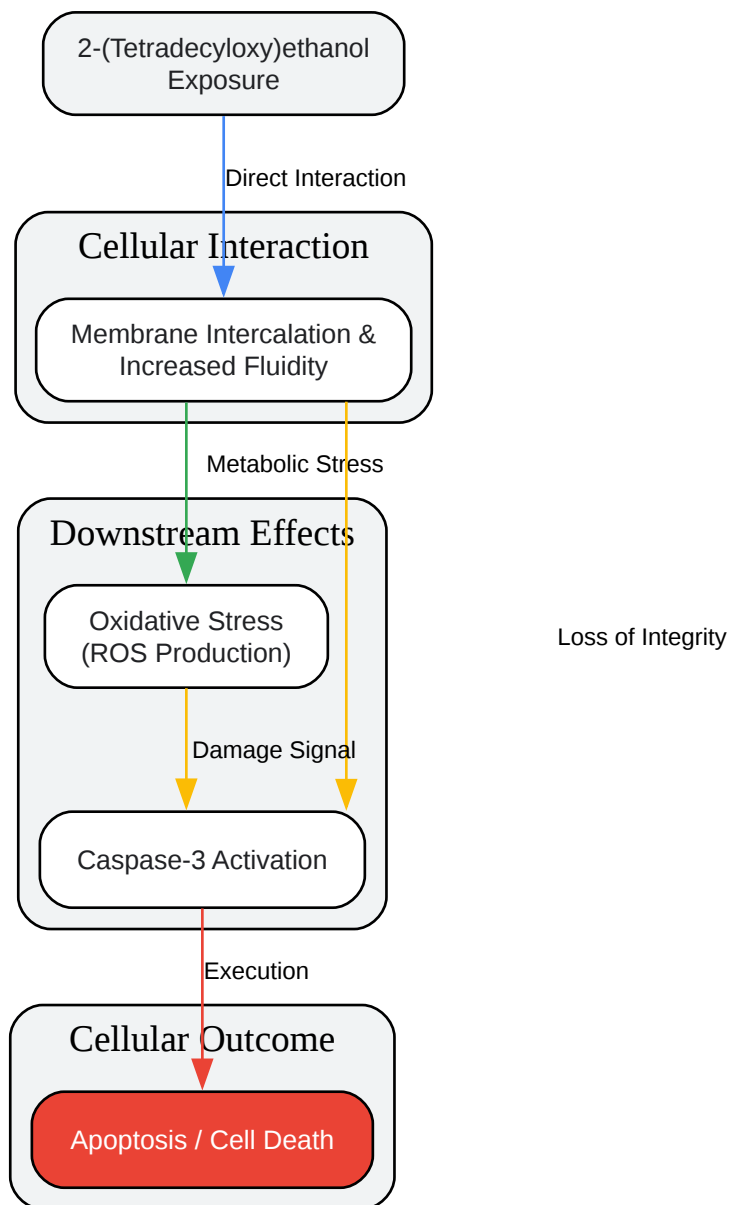 2-(Tetradecyloxy)ethanol
Exposure
Direct Interaction
Cellular Interaction
Membrane Intercalation &
Increased Fluidity
Metabolic Stress
Downstream Effects
Oxidative Stress
(ROS Production)
Loss of Integrity
Damage Signal
Caspase-3 Activation
Execution
Cellular Outcome
Apoptosis / Cell Death